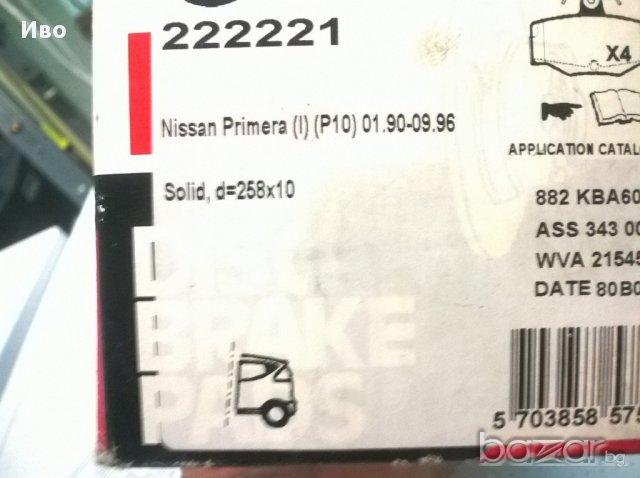 Иво
222221
X4
Nissan Primera (I) (P10) 01.90-09.96
APPLICATION CATAL
Solid, d=258x10
882 KBA60
ASS 343 00
WVA 21545
DATE 80B0
DISK
BRAKE
PADS
5 703858 575
bazar.bg